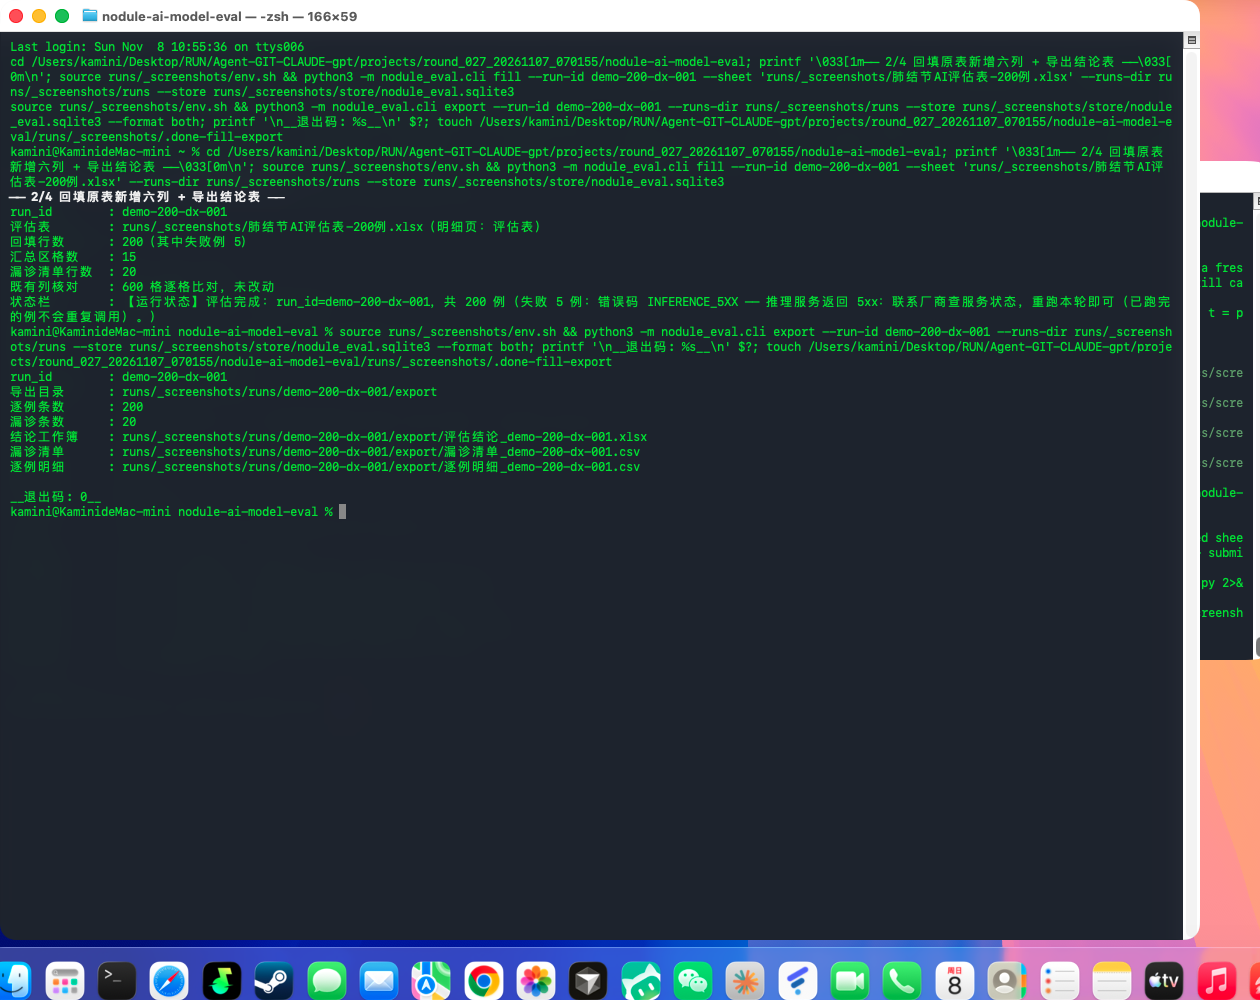 nodule-ai-model-eval — -zsh — 166×59
Last login: Sun Nov  8 10:55:36 on ttys006
cd /Users/kamini/Desktop/RUN/Agent-GIT-CLAUDE-gpt/projects/round_027_20261107_070155/nodule-ai-model-eval; printf '\033[1m—— 2/4 回填原表新增六列 + 导出结论表 ——\033[
0m\n'; source runs/_screenshots/env.sh && python3 -m nodule_eval.cli fill --run-id demo-200-dx-001 --sheet 'runs/_screenshots/肺结节AI评估表-200例.xlsx' --runs-dir ru
ns/_screenshots/runs --store runs/_screenshots/store/nodule_eval.sqlite3
source runs/_screenshots/env.sh && python3 -m nodule_eval.cli export --run-id demo-200-dx-001 --runs-dir runs/_screenshots/runs --store runs/_screenshots/store/nodule
_eval.sqlite3 --format both; printf '\n__退出码: %s__\n' $?; touch /Users/kamini/Desktop/RUN/Agent-GIT-CLAUDE-gpt/projects/round_027_20261107_070155/nodule-ai-model-e
val/runs/_screenshots/.done-fill-export
kamini@KaminideMac-mini ~ % cd /Users/kamini/Desktop/RUN/Agent-GIT-CLAUDE-gpt/projects/round_027_20261107_070155/nodule-ai-model-eval; printf '\033[1m—— 2/4 回填原表
新增六列 + 导出结论表 ——\033[0m\n'; source runs/_screenshots/env.sh && python3 -m nodule_eval.cli fill --run-id demo-200-dx-001 --sheet 'runs/_screenshots/肺结节AI评
估表-200例.xlsx' --runs-dir runs/_screenshots/runs --store runs/_screenshots/store/nodule_eval.sqlite3
—— 2/4 回填原表新增六列 + 导出结论表 ——
run_id        : demo-200-dx-001
评估表        : runs/_screenshots/肺结节AI评估表-200例.xlsx（明细页: 评估表）
回填行数      : 200（其中失败例 5）
汇总区格数    : 15
漏诊清单行数  : 20
既有列核对    : 600 格逐格比对, 未改动
状态栏        : 【运行状态】评估完成: run_id=demo-200-dx-001, 共 200 例（失败 5 例: 错误码 INFERENCE_5XX —— 推理服务返回 5xx: 联系厂商查服务状态, 重跑本轮即可（已跑完
的例不会重复调用）。）
kamini@KaminideMac-mini nodule-ai-model-eval % source runs/_screenshots/env.sh && python3 -m nodule_eval.cli export --run-id demo-200-dx-001 --runs-dir runs/_screensh
ots/runs --store runs/_screenshots/store/nodule_eval.sqlite3 --format both; printf '\n__退出码: %s__\n' $?; touch /Users/kamini/Desktop/RUN/Agent-GIT-CLAUDE-gpt/proje
cts/round_027_20261107_070155/nodule-ai-model-eval/runs/_screenshots/.done-fill-export
run_id        : demo-200-dx-001
导出目录      : runs/_screenshots/runs/demo-200-dx-001/export
逐例条数      : 200
漏诊条数      : 20
结论工作簿    : runs/_screenshots/runs/demo-200-dx-001/export/评估结论_demo-200-dx-001.xlsx
漏诊清单      : runs/_screenshots/runs/demo-200-dx-001/export/漏诊清单_demo-200-dx-001.csv
逐例明细      : runs/_screenshots/runs/demo-200-dx-001/export/逐例明细_demo-200-dx-001.csv
__退出码: 0__
kamini@KaminideMac-mini nodule-ai-model-eval %
odule-
a fres
ill ca
t = p
s/scre
s/scre
s/scre
s/scre
odule-
d shee
submi
py 2>&
reensh
周日
8
tv